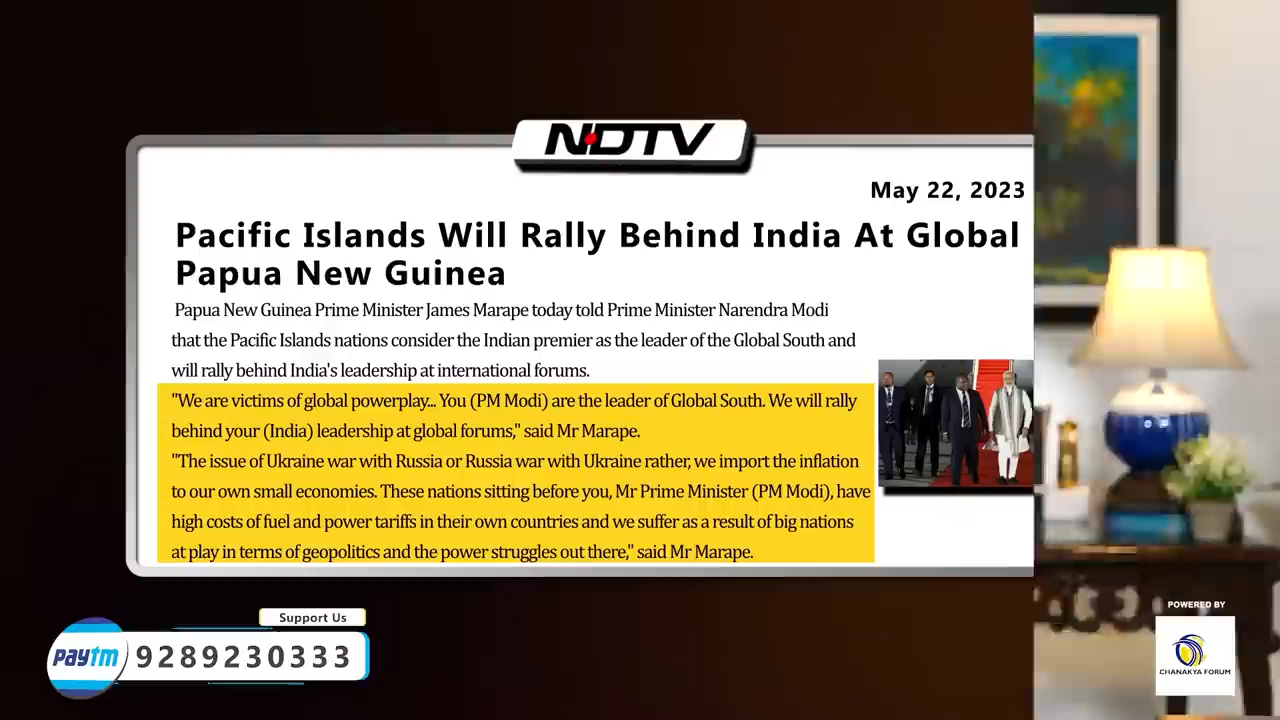 NDTV
May 22, 2023
Pacific Islands Will Rally Behind India At Global
Papua New Guinea
Papua New Guinea Prime Minister James Marape today told Prime Minister Narendra Modi
that the Pacific Islands nations consider the Indian premier as the leader of the Global South and
will rally behind India's leadership at international forums.
"We are victims of global powerplay... You (PM Modi) are the leader of Global South. We will rally
behind your (India) leadership at global forums," said Mr Marape.
"The issue of Ukraine war with Russia or Russia war with Ukraine rather, we import the inflation
to our own small economies. These nations sitting before you, Mr Prime Minister (PM Modi), have
high costs of fuel and power tariffs in their own countries and we suffer as a result of big nations
at play in terms of geopolitics and the power struggles out there," said Mr Marape.
Support Us
paytm 9289230333
POWERED BY
CHANAKYA FORUM